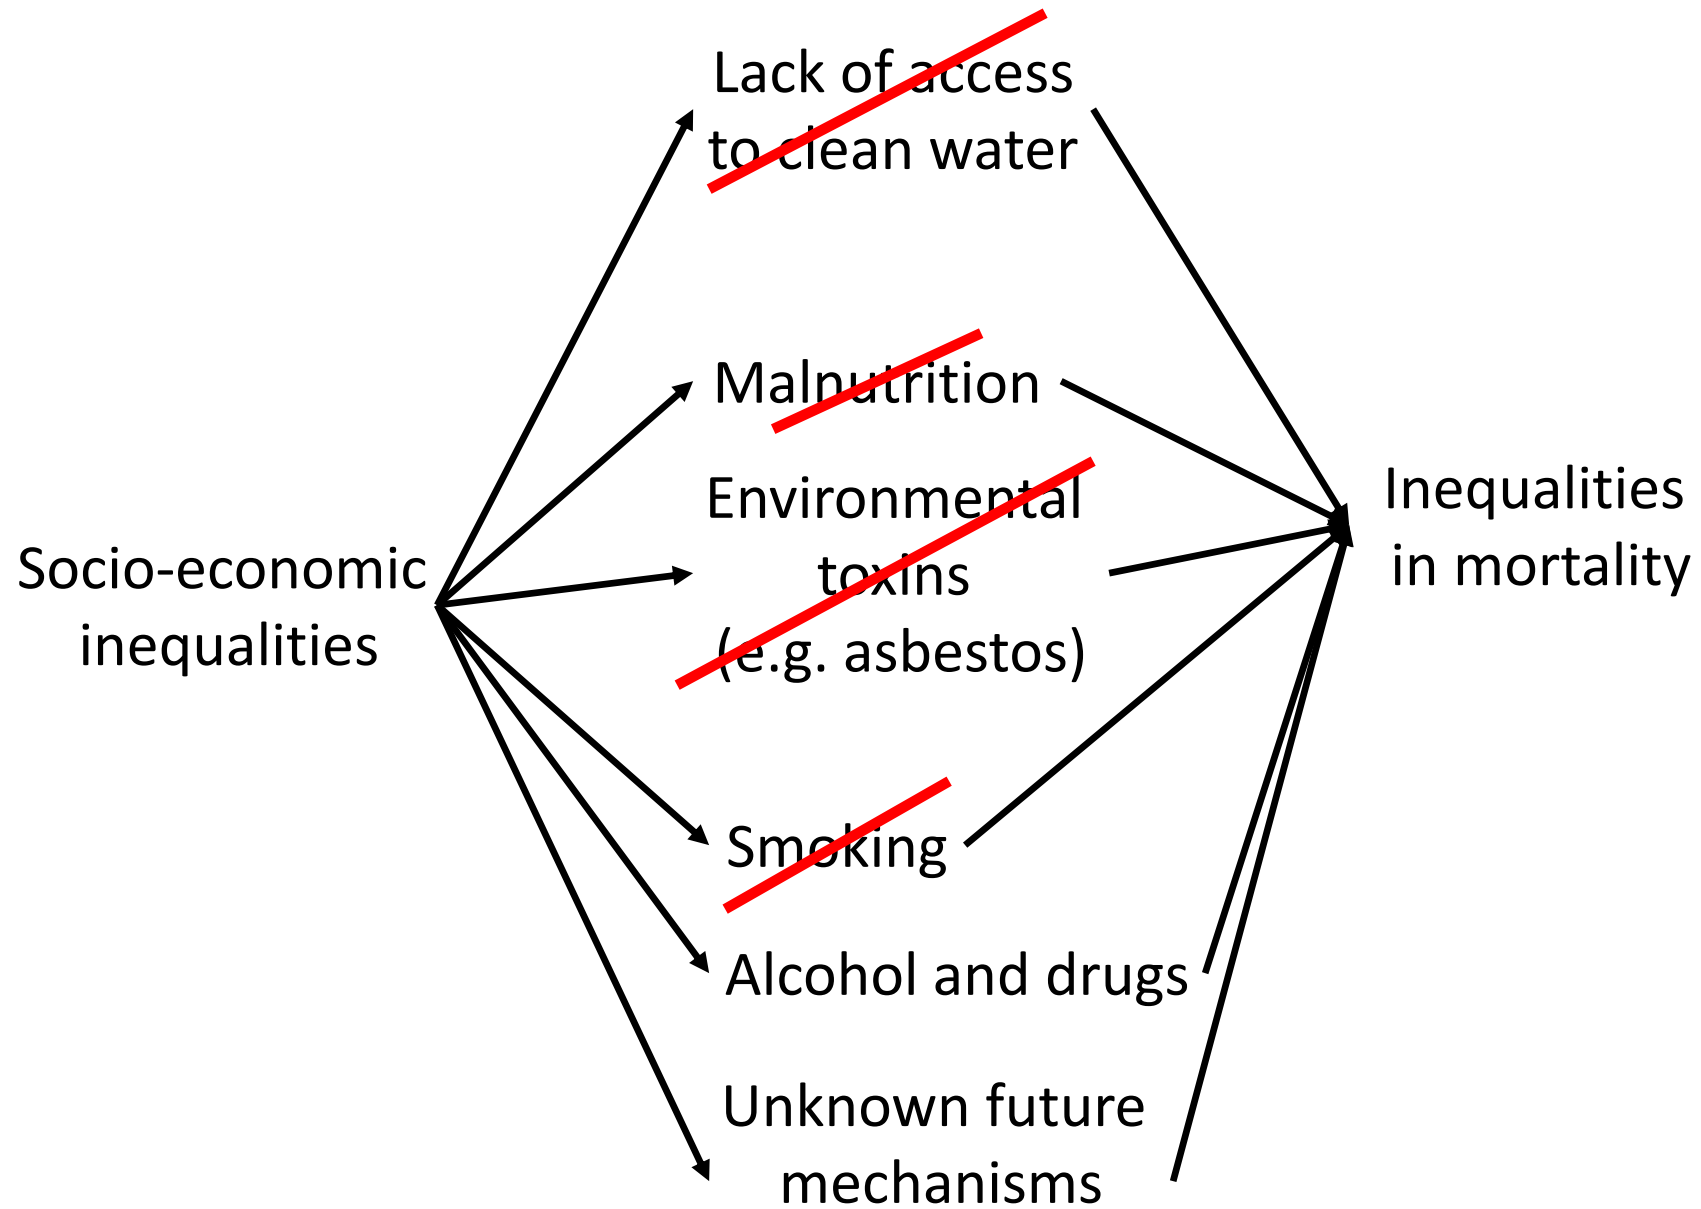 Lack of access
to clean water
Malnutrition
Environmental
toxins
(e.g. asbestos)
Socio-economic
inequalities
Inequalities
in mortality
Smoking
Alcohol and drugs
Unknown future
mechanisms